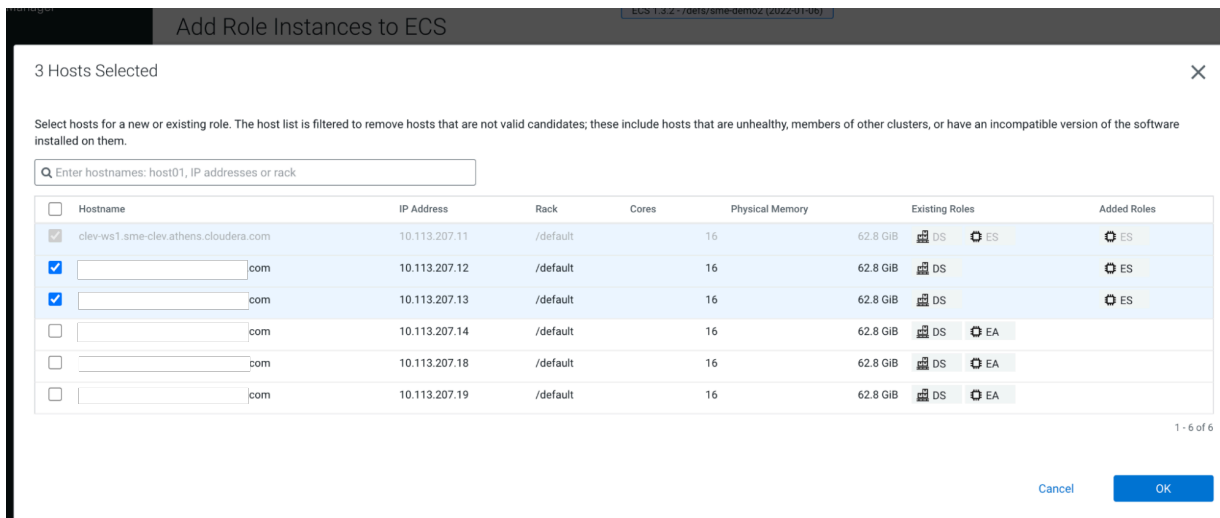 Manager
Add Role Instances to ECS
ECS 1.3.2 - /defs/sme-demo2 (2022-01-06)
3 Hosts Selected
Select hosts for a new or existing role. The host list is filtered to remove hosts that are not valid candidates; these include hosts that are unhealthy, members of other clusters, or have an incompatible version of the software
installed on them.
Enter hostnames: host01, IP addresses or rack
Hostname IP Address Rack Cores Physical Memory Existing Roles Added Roles
clev-ws1.sme-clev.athens.cloudera.com 10.113.207.11 /default 16 62.8 GiB DS ES ES
com 10.113.207.12 /default 16 62.8 GiB DS ES
com 10.113.207.13 /default 16 62.8 GiB DS ES
com 10.113.207.14 /default 16 62.8 GiB DS EA
com 10.113.207.18 /default 16 62.8 GiB DS EA
com 10.113.207.19 /default 16 62.8 GiB DS EA
1 - 6 of 6
Cancel OK